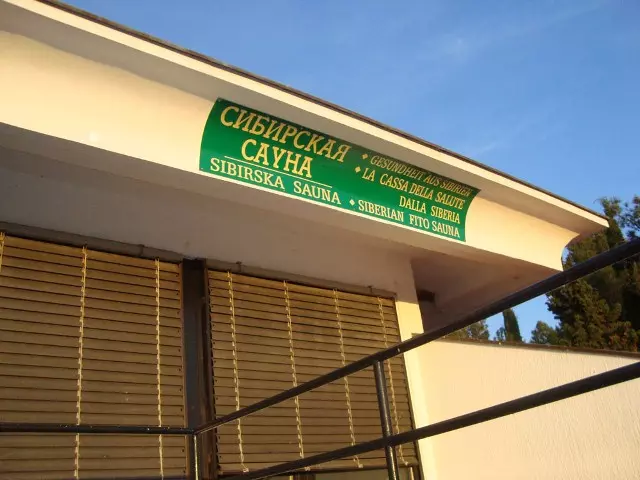 СИБИРСКАЯ
САУНА
SIBIRSKA SAUNA
• GESUNDHEIT AUS SIBIRIEN
• LA CASSA DELLA SALUTE
DALLA SIBERIA
• SIBERIAN FITO SAUNA